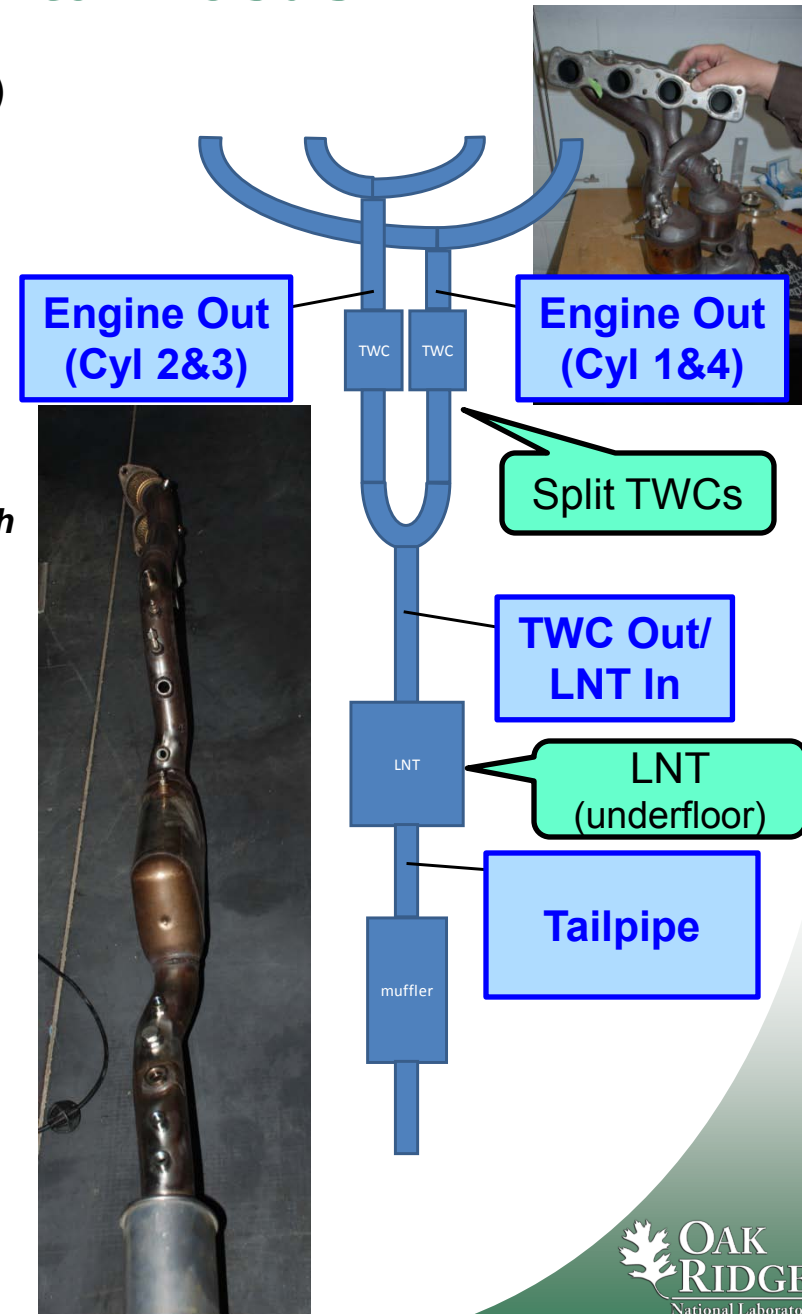 )
Engine Out
(Cyl 2&3)
Engine Out
(Cyl 1&4)
TWC
TWC
Split TWCs
h
TWC Out/
LNT In
LNT
LNT
(underfloor)
Tailpipe
muffler
OAK
RIDGE
National Laborato